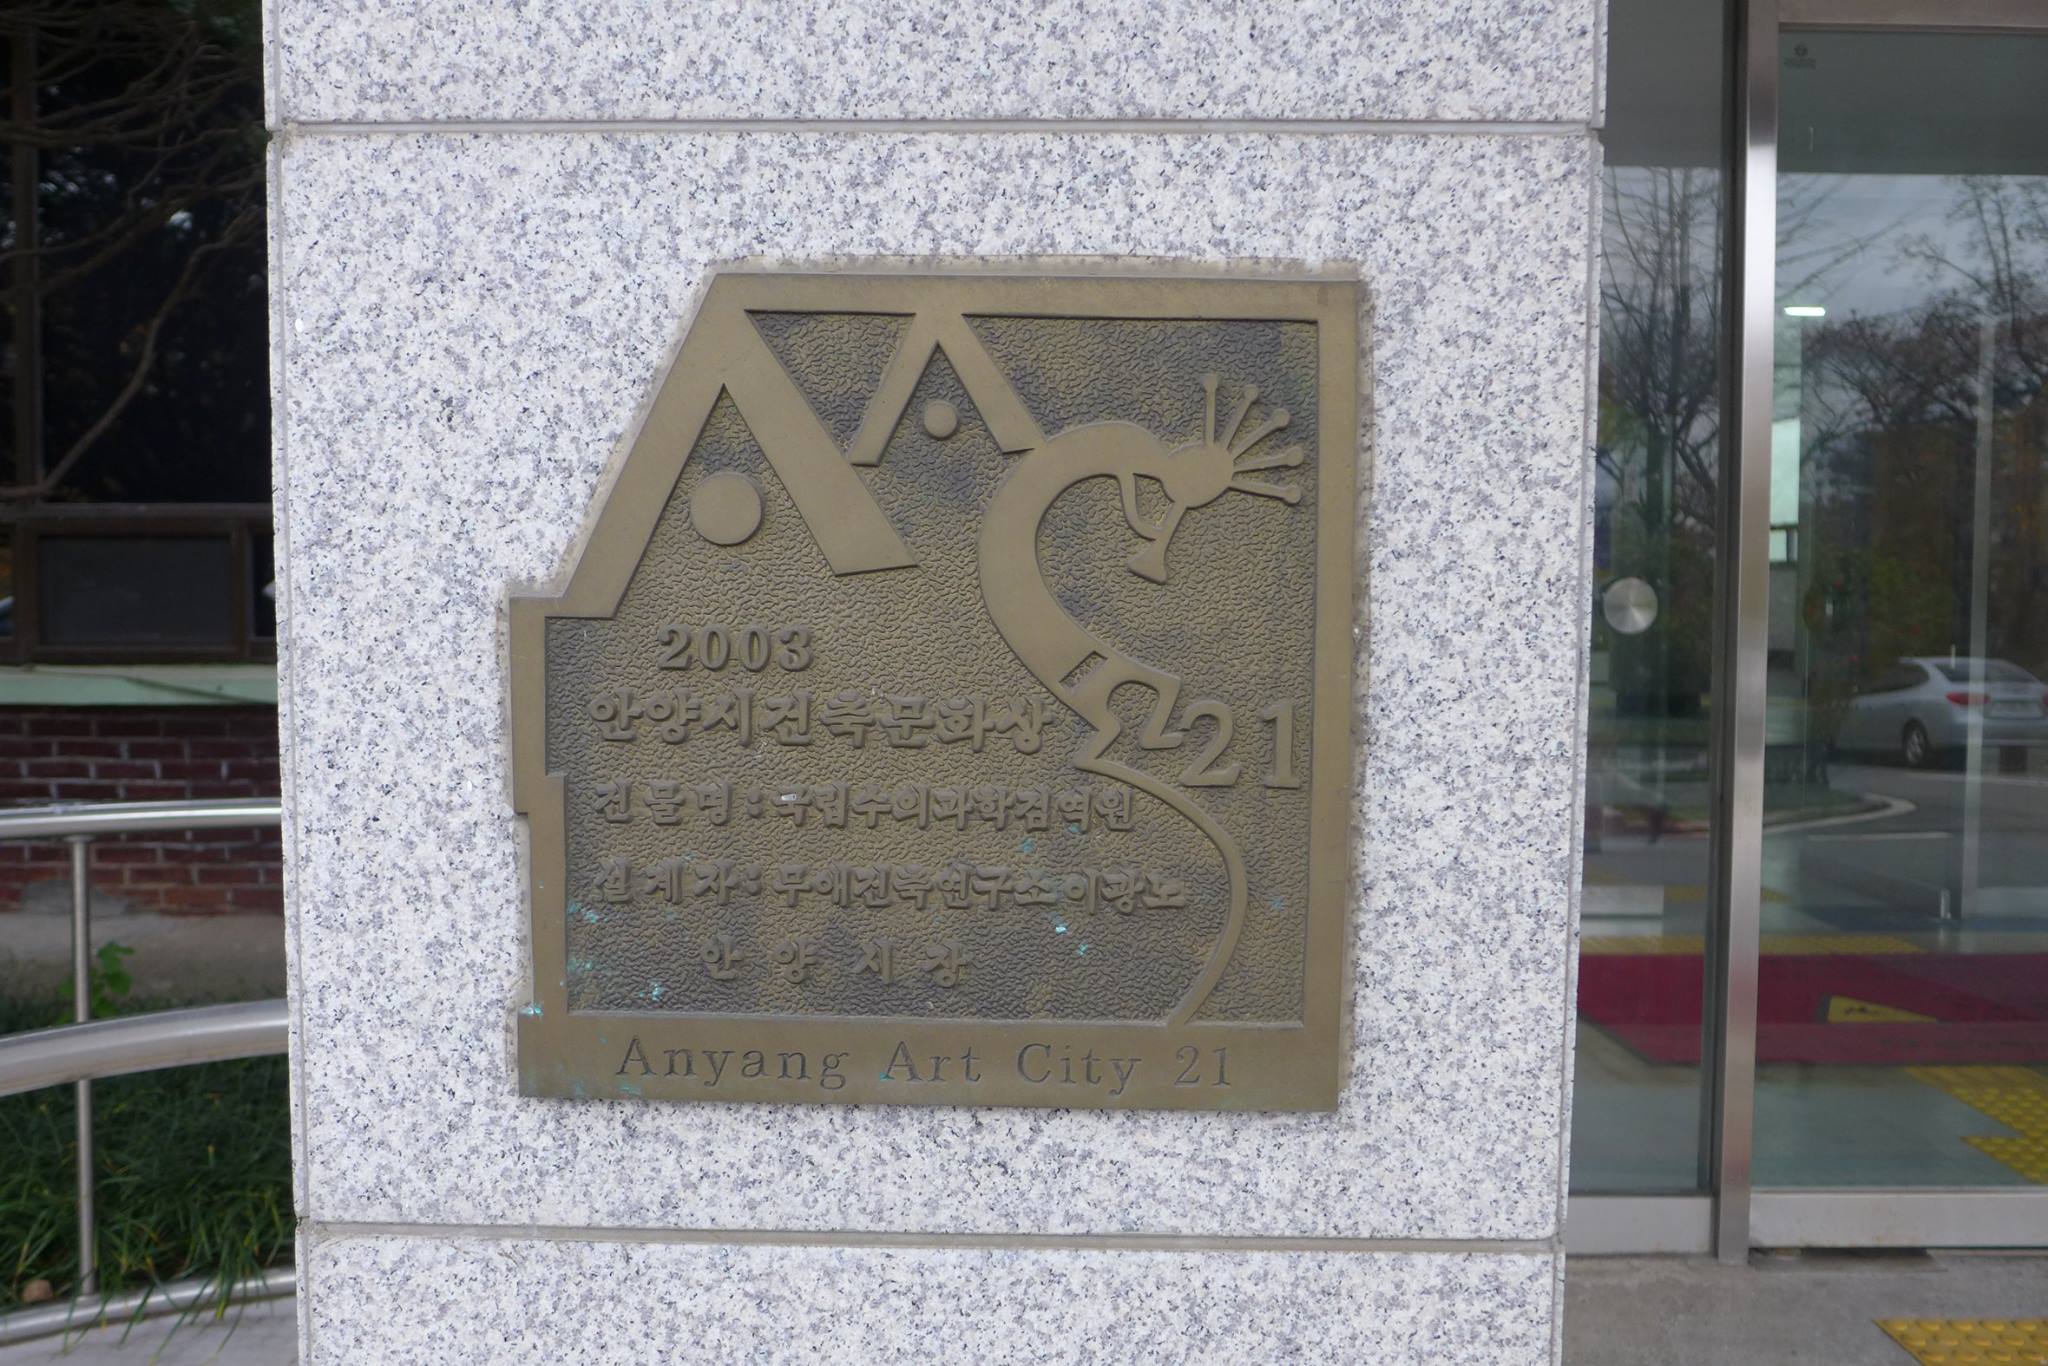 21
2003
안양시건축문화상
건물명:국립수의과학검역원
설계자:무애건축연구소 이광노
안양시장
Anyang Art City 21